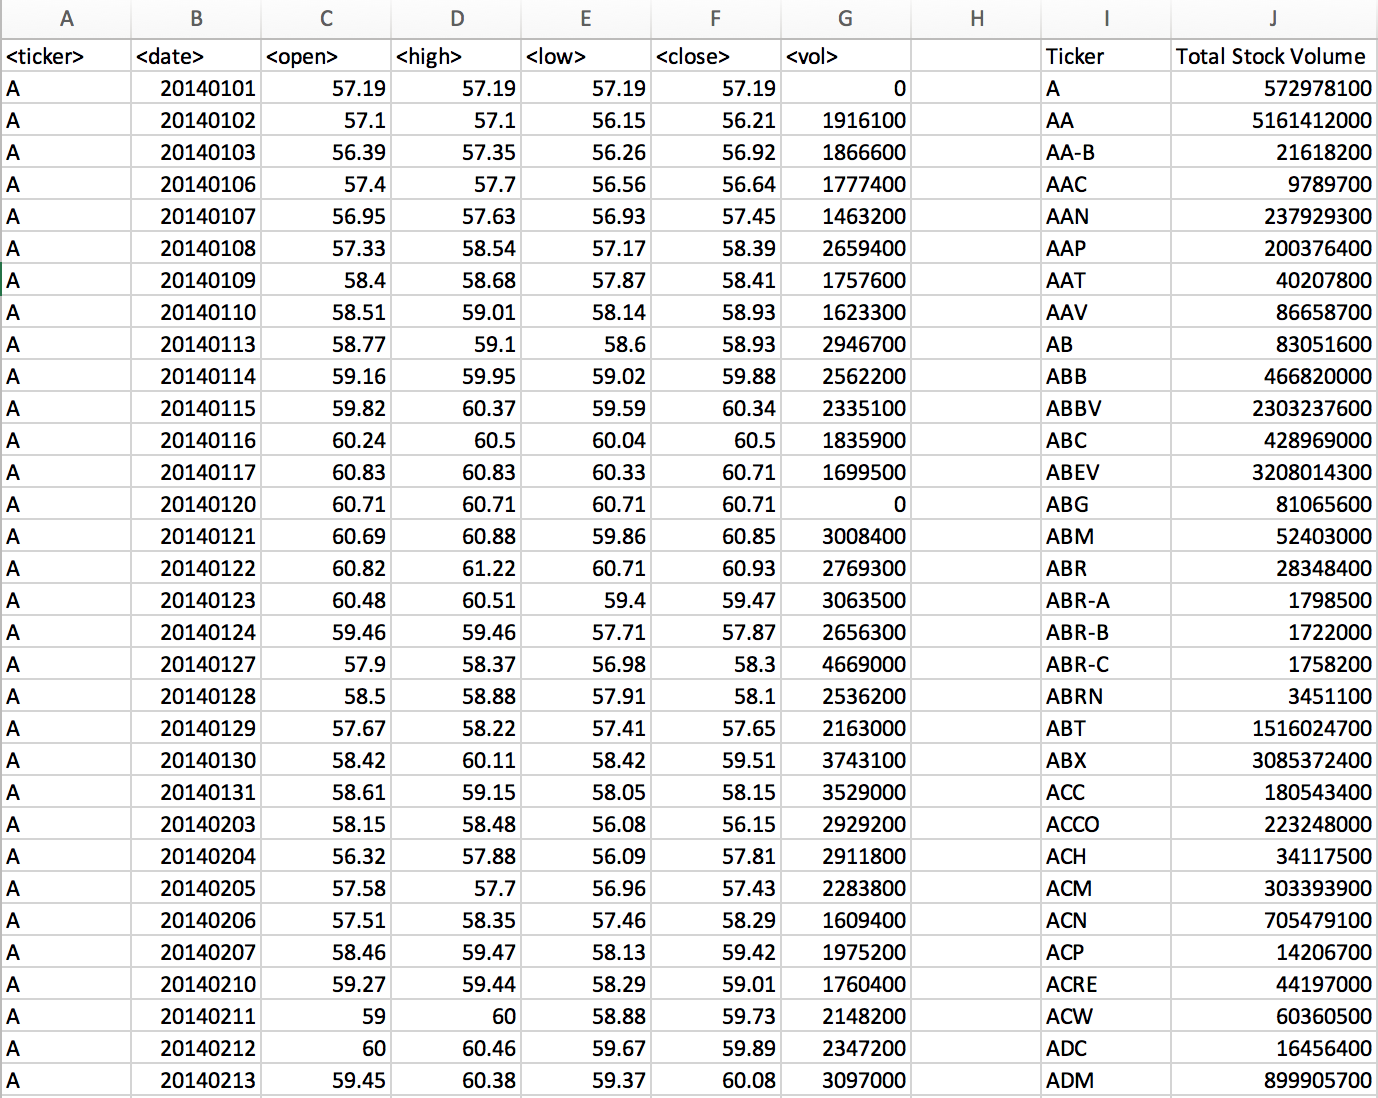 A B C D E F G H I J
<ticker> <date> <open> <high> <low> <close> <vol> Ticker Total Stock Volume
A 20140101 57.19 57.19 57.19 57.19 0 A 572978100
A 20140102 57.1 57.1 56.15 56.21 1916100 AA 5161412000
A 20140103 56.39 57.35 56.26 56.92 1866600 AA-B 21618200
A 20140106 57.4 57.7 56.56 56.64 1777400 AAC 9789700
A 20140107 56.95 57.63 56.93 57.45 1463200 AAN 237929300
A 20140108 57.33 58.54 57.17 58.39 2659400 AAP 200376400
A 20140109 58.4 58.68 57.87 58.41 1757600 AAT 40207800
A 20140110 58.51 59.01 58.14 58.93 1623300 AAV 86658700
A 20140113 58.77 59.1 58.6 58.93 2946700 AB 83051600
A 20140114 59.16 59.95 59.02 59.88 2562200 ABB 466820000
A 20140115 59.82 60.37 59.59 60.34 2335100 ABBV 2303237600
A 20140116 60.24 60.5 60.04 60.5 1835900 ABC 428969000
A 20140117 60.83 60.83 60.33 60.71 1699500 ABEV 3208014300
A 20140120 60.71 60.71 60.71 60.71 0 ABG 81065600
A 20140121 60.69 60.88 59.86 60.85 3008400 ABM 52403000
A 20140122 60.82 61.22 60.71 60.93 2769300 ABR 28348400
A 20140123 60.48 60.51 59.4 59.47 3063500 ABR-A 1798500
A 20140124 59.46 59.46 57.71 57.87 2656300 ABR-B 1722000
A 20140127 57.9 58.37 56.98 58.3 4669000 ABR-C 1758200
A 20140128 58.5 58.88 57.91 58.1 2536200 ABRN 3451100
A 20140129 57.67 58.22 57.41 57.65 2163000 ABT 1516024700
A 20140130 58.42 60.11 58.42 59.51 3743100 ABX 3085372400
A 20140131 58.61 59.15 58.05 58.15 3529000 ACC 180543400
A 20140203 58.15 58.48 56.08 56.15 2929200 ACCO 223248000
A 20140204 56.32 57.88 56.09 57.81 2911800 ACH 34117500
A 20140205 57.58 57.7 56.96 57.43 2283800 ACM 303393900
A 20140206 57.51 58.35 57.46 58.29 1609400 ACN 705479100
A 20140207 58.46 59.47 58.13 59.42 1975200 ACP 14206700
A 20140210 59.27 59.44 58.29 59.01 1760400 ACRE 44197000
A 20140211 59 60 58.88 59.73 2148200 ACW 60360500
A 20140212 60 60.46 59.67 59.89 2347200 ADC 16456400
A 20140213 59.45 60.38 59.37 60.08 3097000 ADM 899905700